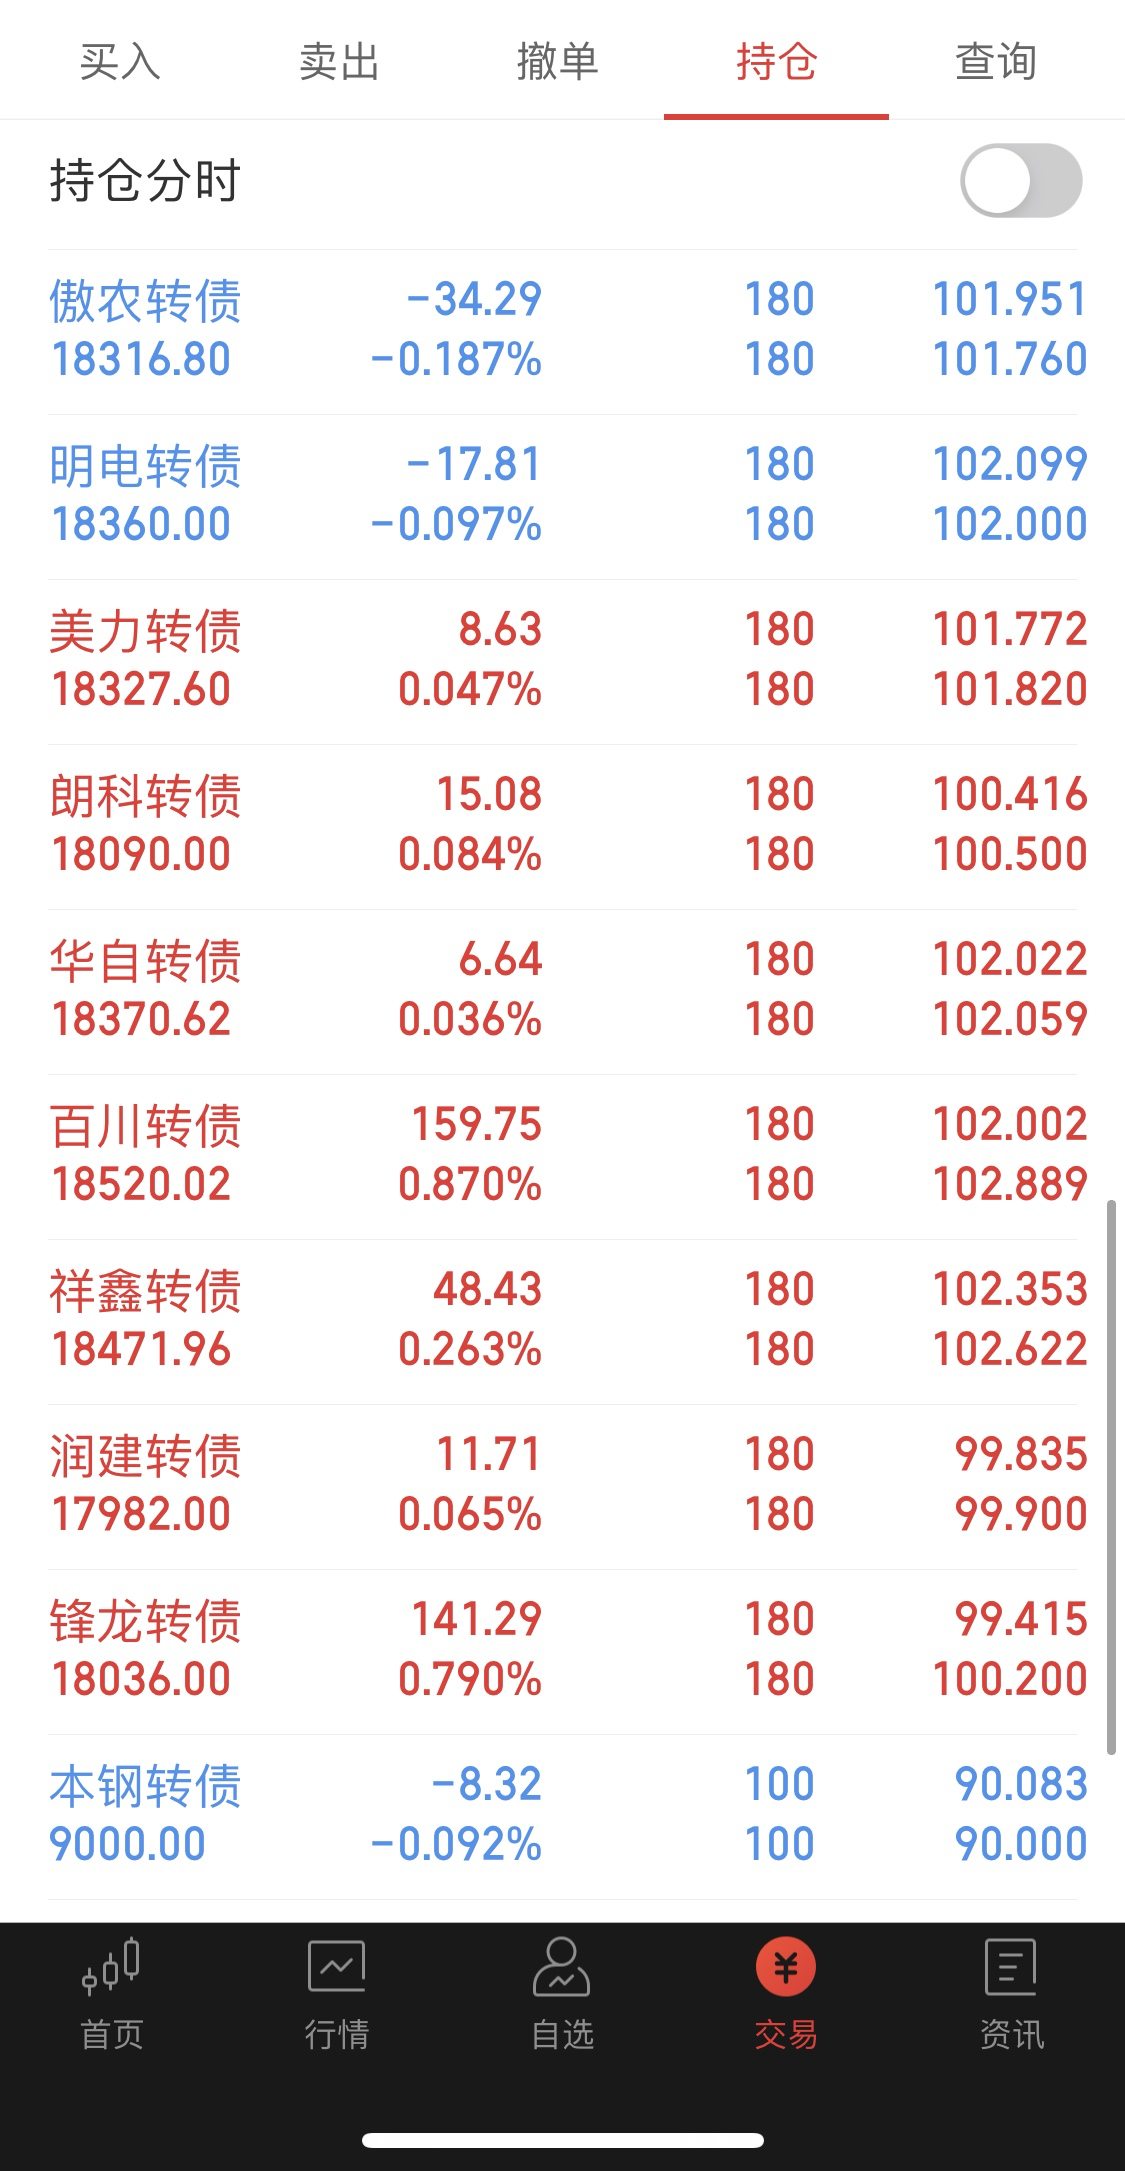 买入 卖出 撤单 持仓 查询
持仓分时
傲农转债 -34.29 180 101.951
18316.80 -0.187% 180 101.760
明电转债 -17.81 180 102.099
18360.00 -0.097% 180 102.000
美力转债 8.63 180 101.772
18327.60 0.047% 180 101.820
朗科转债 15.08 180 100.416
18090.00 0.084% 180 100.500
华自转债 6.64 180 102.022
18370.62 0.036% 180 102.059
百川转债 159.75 180 102.002
18520.02 0.870% 180 102.889
祥鑫转债 48.43 180 102.353
18471.96 0.263% 180 102.622
润建转债 11.71 180 99.835
17982.00 0.065% 180 99.900
锋龙转债 141.29 180 99.415
18036.00 0.790% 180 100.200
本钢转债 -8.32 100 90.083
9000.00 -0.092% 100 90.000
首页 行情 自选 交易 资讯